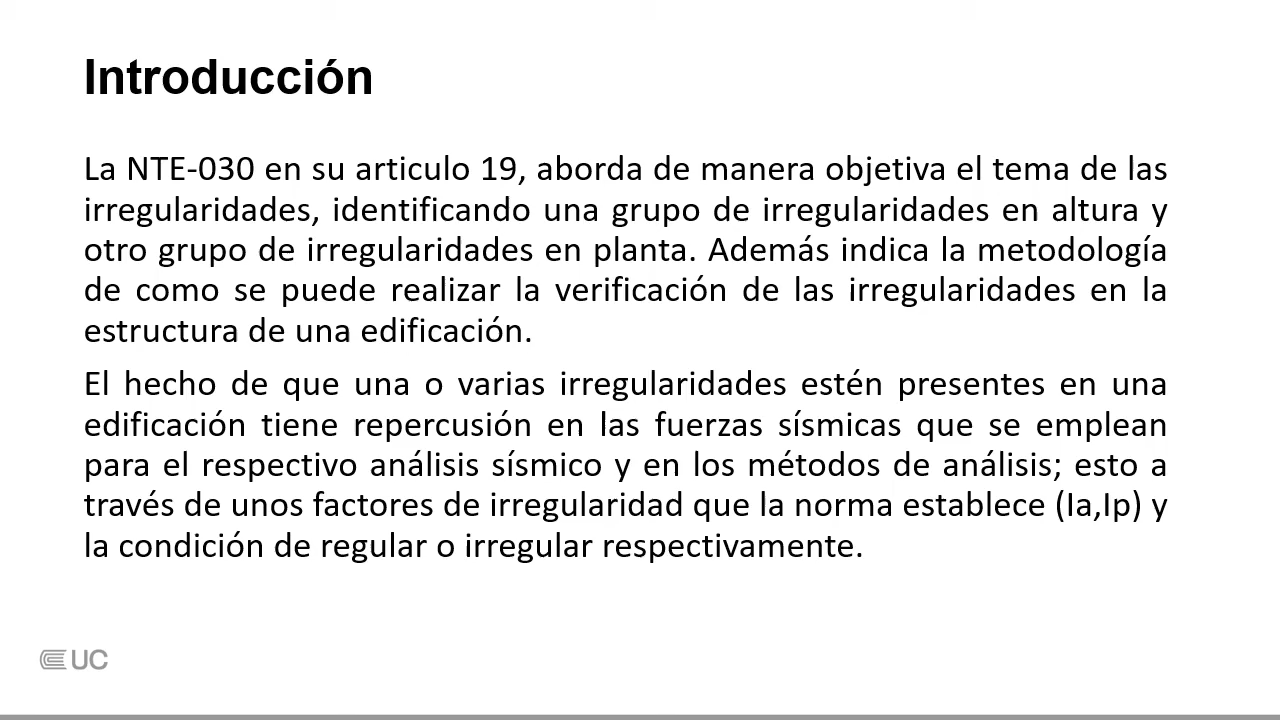 Introducción
La NTE-030 en su articulo 19, aborda de manera objetiva el tema de las
irregularidades, identificando una grupo de irregularidades en altura y
otro grupo de irregularidades en planta. Además indica la metodología
de como se puede realizar la verificación de las irregularidades en la
estructura de una edificación.
El hecho de que una o varias irregularidades estén presentes en una
edificación tiene repercusión en las fuerzas sísmicas que se emplean
para el respectivo análisis sísmico y en los métodos de análisis; esto a
través de unos factores de irregularidad que la norma establece (Ia,Ip) y
la condición de regular o irregular respectivamente.
UC